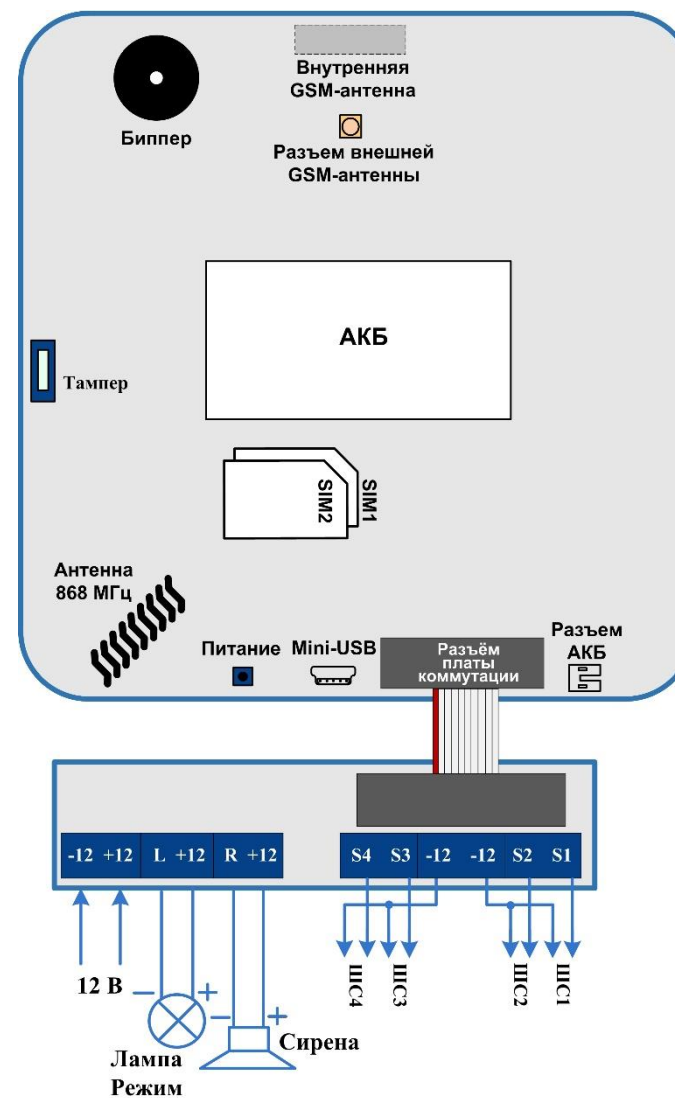 Внутренняя
GSM-антенна
Биппер
Разъем внешней
GSM-антенны
АКБ
Тампер
SIM1
SIM2
Антенна
868 МГц
Питание
Mini-USB
Разъём
платы
коммутации
Разъем
АКБ
-12 +12 L +12 R +12
S4 S3 -12 -12 S2 S1
12 В
− +
− +
ШС4 ШС3 ШС2 ШС1
Сирена
Лампа
Режим